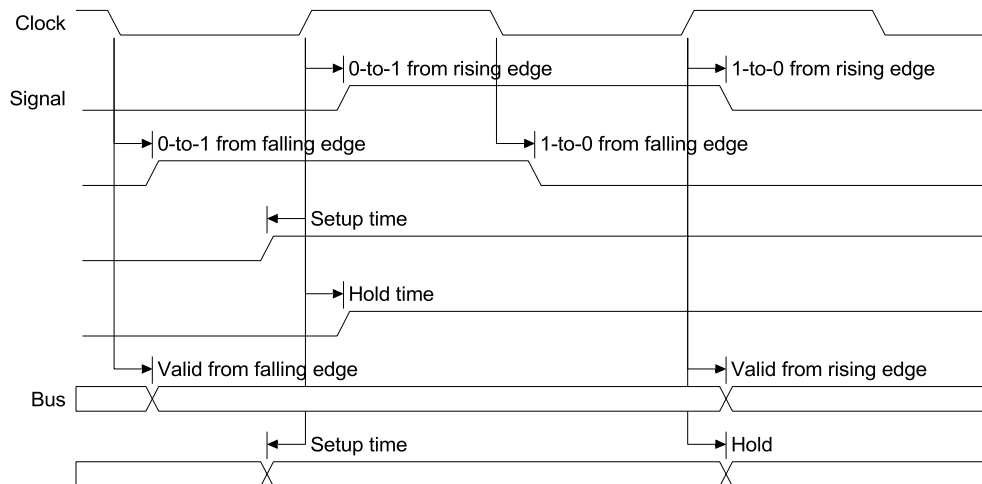 Clock
0-to-1 from rising edge
1-to-0 from rising edge
Signal
0-to-1 from falling edge
1-to-0 from falling edge
Setup time
Hold time
Valid from falling edge
Valid from rising edge
Bus
Setup time
Hold